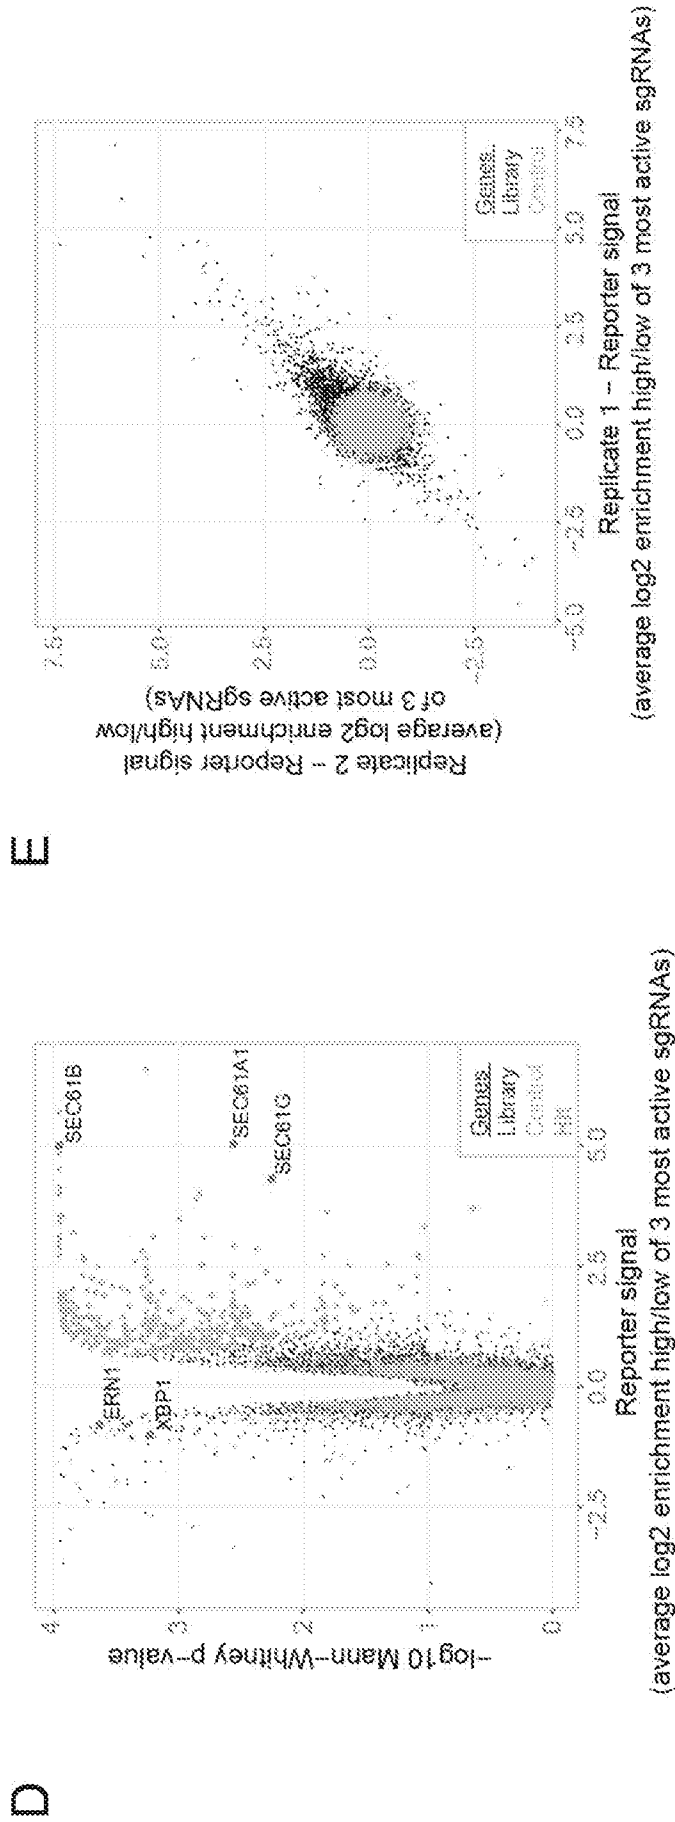 D
-log10 Mann-Whitney p-value
4
3
2
1
0
SEC61B
SEC61A1
SEC61G
ERN1
XBP1
Genes
Library
Control
Hit
-2.5
0.0
2.5
5.0
Reporter signal
(average log2 enrichment high/low of 3 most active sgRNAs)
E
Replicate 2 - Reporter signal
(average log2 enrichment high/low
of 3 most active sgRNAs)
7.5
5.0
2.5
0.0
-2.5
Genes
Library
Control
-5.0
-2.5
0.0
2.5
5.0
7.5
Replicate 1 - Reporter signal
(average log2 enrichment high/low of 3 most active sgRNAs)